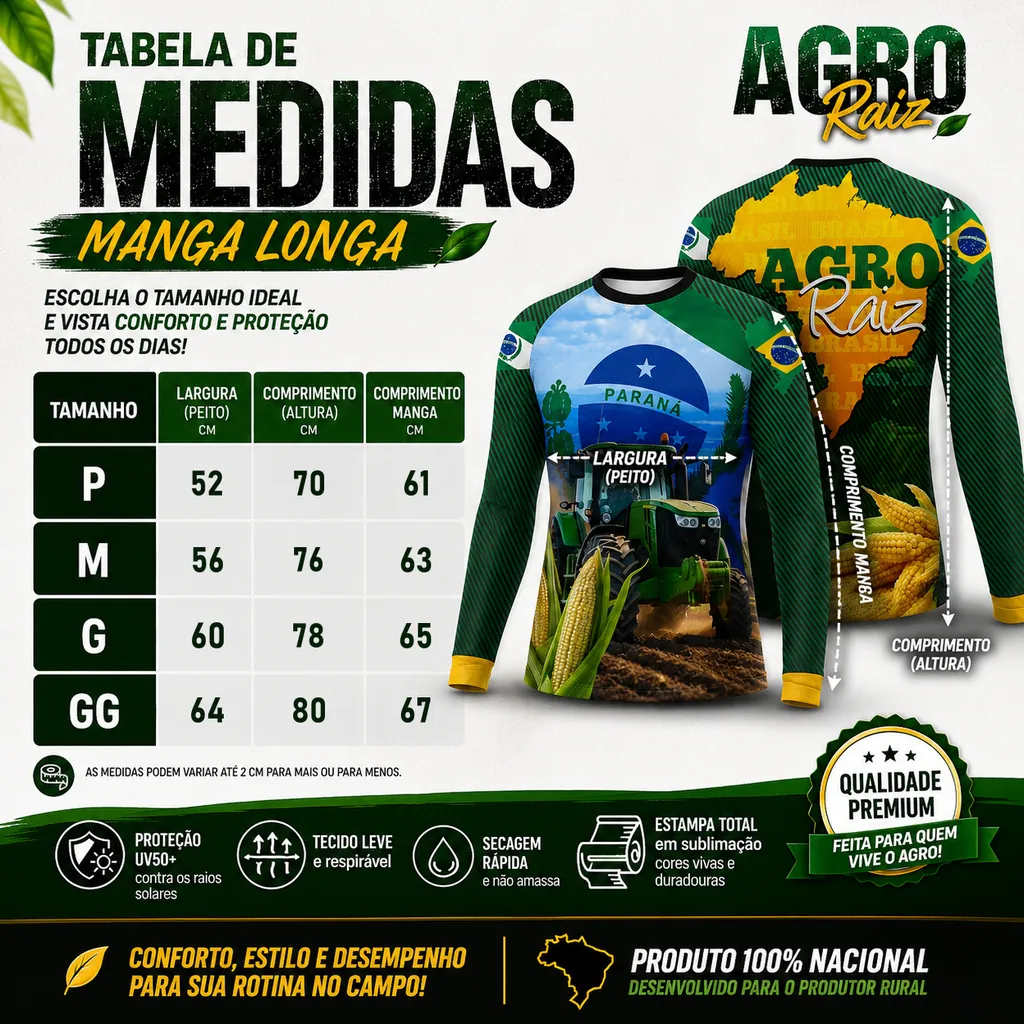 TABELA DE
MEDIDAS
MANGA LONGA
ESCOLHA O TAMANHO IDEAL
E VISTA CONFORTO E PROTEÇÃO
TODOS OS DIAS!
AGRO
Raiz
BRASIL
AGRO
Raiz
BRASIL
PARANÁ
LARGURA
(PEITO)
COMPRIMENTO MANGA
COMPRIMENTO
(ALTURA)
TAMANHO LARGURA (PEITO) CM COMPRIMENTO (ALTURA) CM COMPRIMENTO MANGA CM
P 52 70 61
M 56 76 63
G 60 78 65
GG 64 80 67
AS MEDIDAS PODEM VARIAR ATÉ 2 CM PARA MAIS OU PARA MENOS.
QUALIDADE
PREMIUM
FEITA PARA QUEM
VIVE O AGRO!
PROTEÇÃO
UV50+
contra os raios
solares
TECIDO LEVE
e respirável
SECAGEM
RÁPIDA
e não amassa
ESTAMPA TOTAL
em sublimação
cores vivas e
duradouras
CONFORTO, ESTILO E DESEMPENHO
PARA SUA ROTINA NO CAMPO!
PRODUTO 100% NACIONAL
DESENVOLVIDO PARA O PRODUTOR RURAL